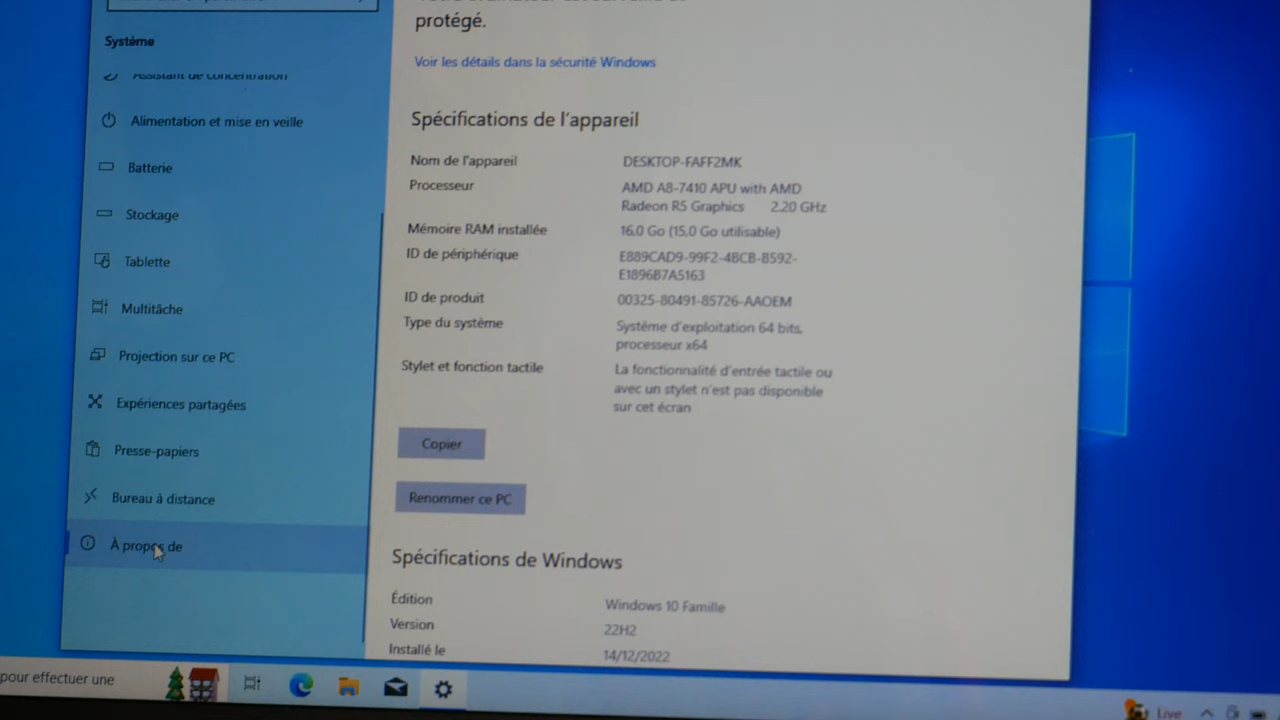 protégé.
Voir les détails dans la sécurité Windows
Système
Assistant de concentration
Alimentation et mise en veille
Batterie
Stockage
Tablette
Multitâche
Projection sur ce PC
Expériences partagées
Presse-papiers
Bureau à distance
À propos de
Spécifications de l'appareil
Nom de l'appareil DESKTOP-FAFF2MK
Processeur AMD A8-7410 APU with AMD
Radeon R5 Graphics 2.20 GHz
Mémoire RAM installée 16,0 Go (15,0 Go utilisable)
ID de périphérique E889CAD9-99F2-4BCB-B592-
E1896B7A5163
ID de produit 00325-80491-85726-AAOEM
Type du système Système d'exploitation 64 bits,
processeur x64
Stylet et fonction tactile La fonctionnalité d'entrée tactile ou
avec un stylet n'est pas disponible
sur cet écran
Copier
Renommer ce PC
Spécifications de Windows
Édition Windows 10 Famille
Version 22H2
Installé le 14/12/2022
pour effectuer une
Live